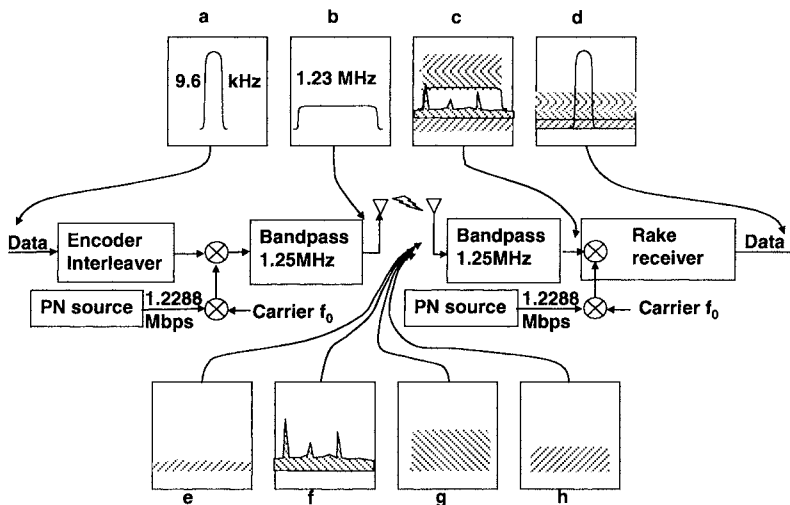 a
b
c
d
9.6 kHz
1.23 MHz
Data
Encoder
Interleaver
Bandpass
1.25MHz
Bandpass
1.25MHz
Rake
receiver
Data
PN source
1.2288
Mbps
Carrier f₀
PN source
1.2288
Mbps
Carrier f₀
e
f
g
h